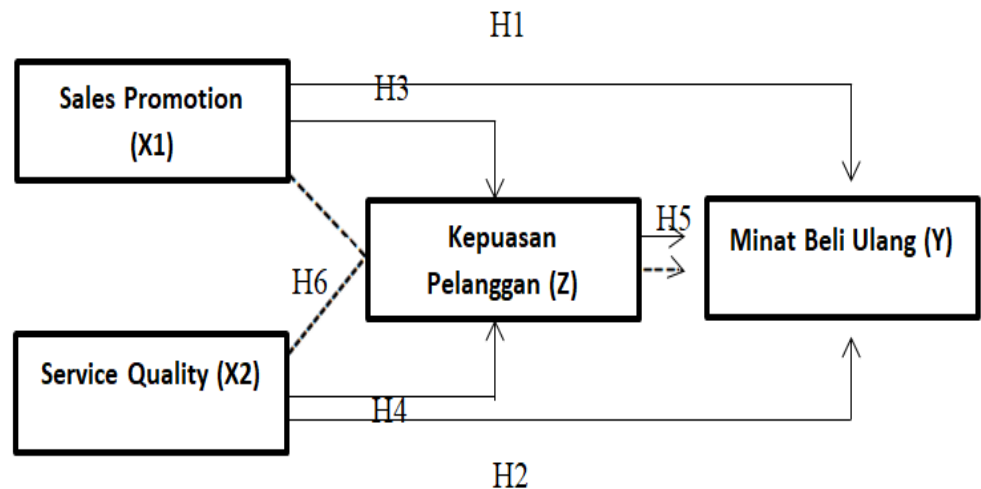 H1
Sales Promotion
(X1)
H3
Kepuasan
Pelanggan (Z)
H5
Minat Beli Ulang (Y)
H6
Service Quality (X2)
H4
H2